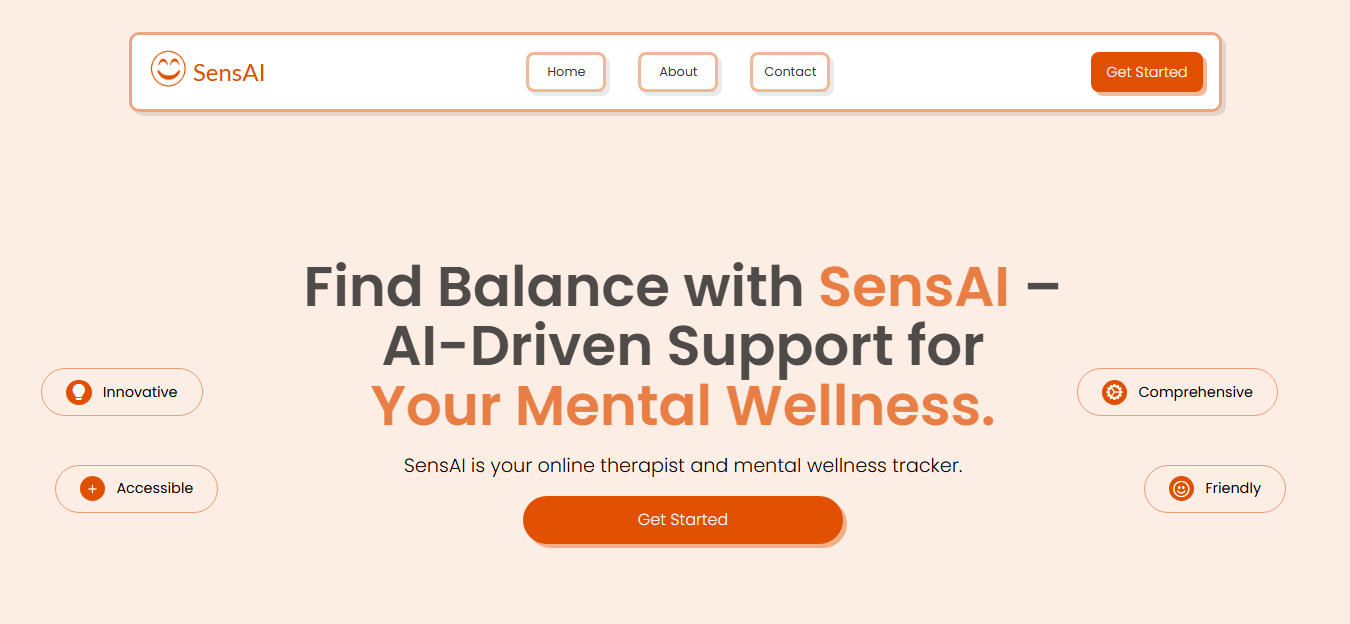 SensAI
Home
About
Contact
Get Started
Find Balance with SensAI –
AI-Driven Support for
Your Mental Wellness.
Innovative
Comprehensive
SensAI is your online therapist and mental wellness tracker.
Accessible
Friendly
Get Started